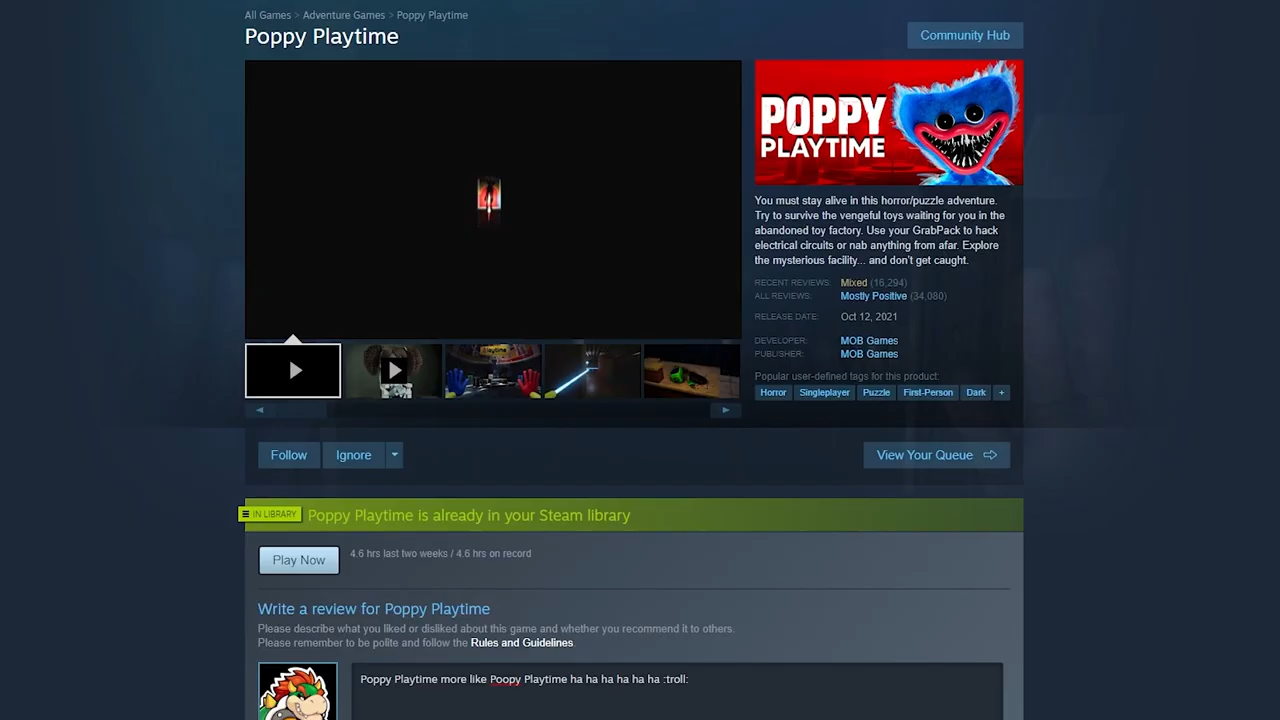 All Games > Adventure Games > Poppy Playtime
Poppy Playtime
Community Hub
POPPY
PLAYTIME
You must stay alive in this horror/puzzle adventure.
Try to survive the vengeful toys waiting for you in the
abandoned toy factory. Use your GrabPack to hack
electrical circuits or nab anything from afar. Explore
the mysterious facility... and don't get caught.
RECENT REVIEWS: Mixed (16,294)
ALL REVIEWS: Mostly Positive (34,080)
RELEASE DATE: Oct 12, 2021
DEVELOPER: MOB Games
PUBLISHER: MOB Games
Popular user-defined tags for this product:
Horror Singleplayer Puzzle First-Person Dark +
Follow Ignore View Your Queue
IN LIBRARY Poppy Playtime is already in your Steam library
Play Now 4.6 hrs last two weeks / 4.6 hrs on record
Write a review for Poppy Playtime
Please describe what you liked or disliked about this game and whether you recommend it to others.
Please remember to be polite and follow the Rules and Guidelines.
Poppy Playtime more like Poopy Playtime ha ha ha ha ha ha :troll: